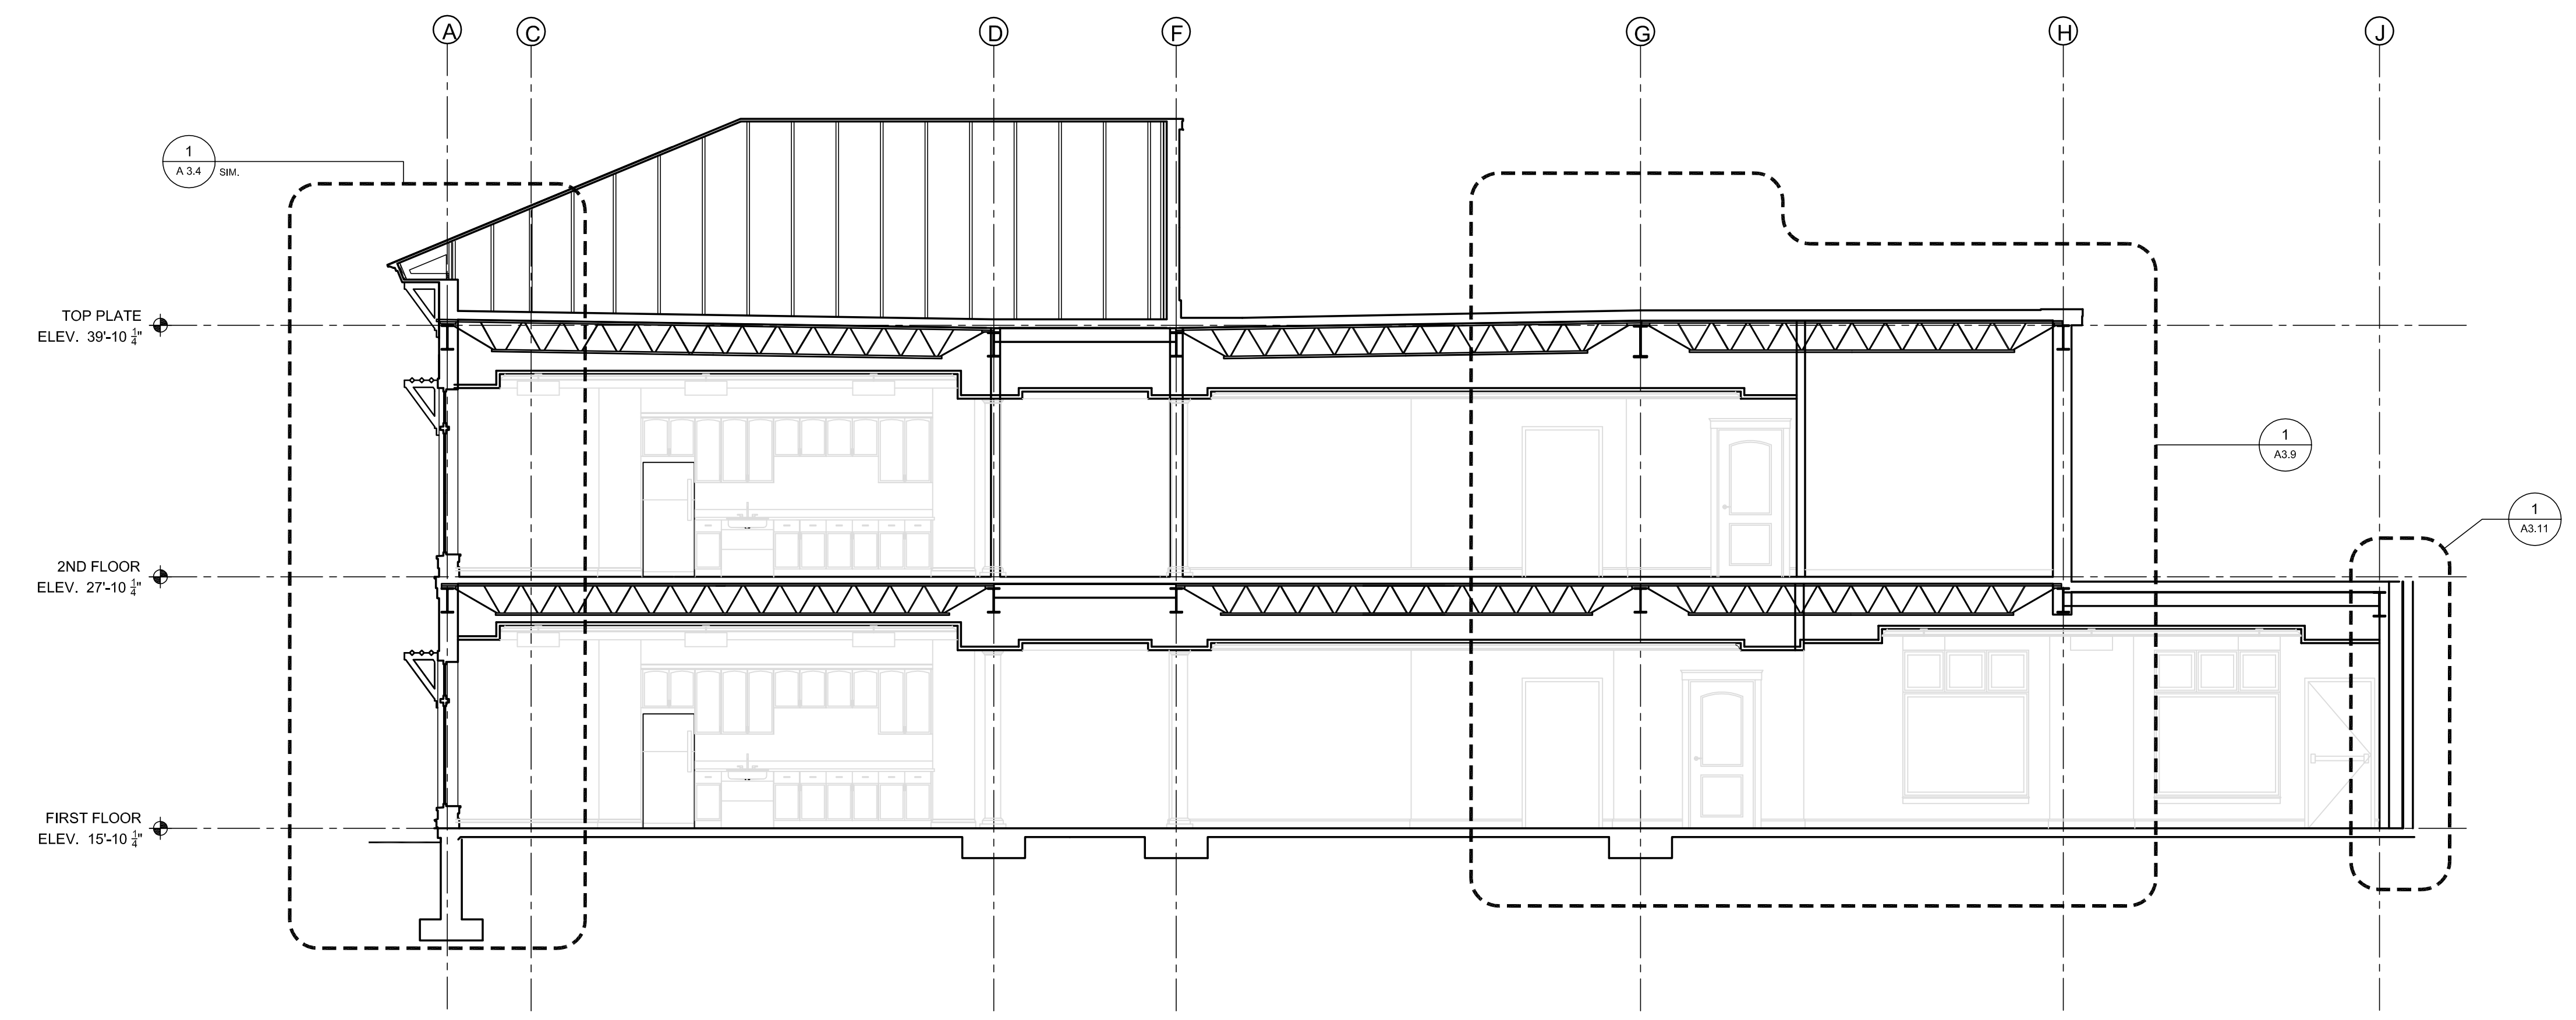 A
C
D
F
G
H
J
1
A 3.4
SIM.
TOP PLATE
ELEV. 39'-10 1/4"
1
A3.9
1
A3.11
2ND FLOOR
ELEV. 27'-10 1/4"
FIRST FLOOR
ELEV. 15'-10 1/4"